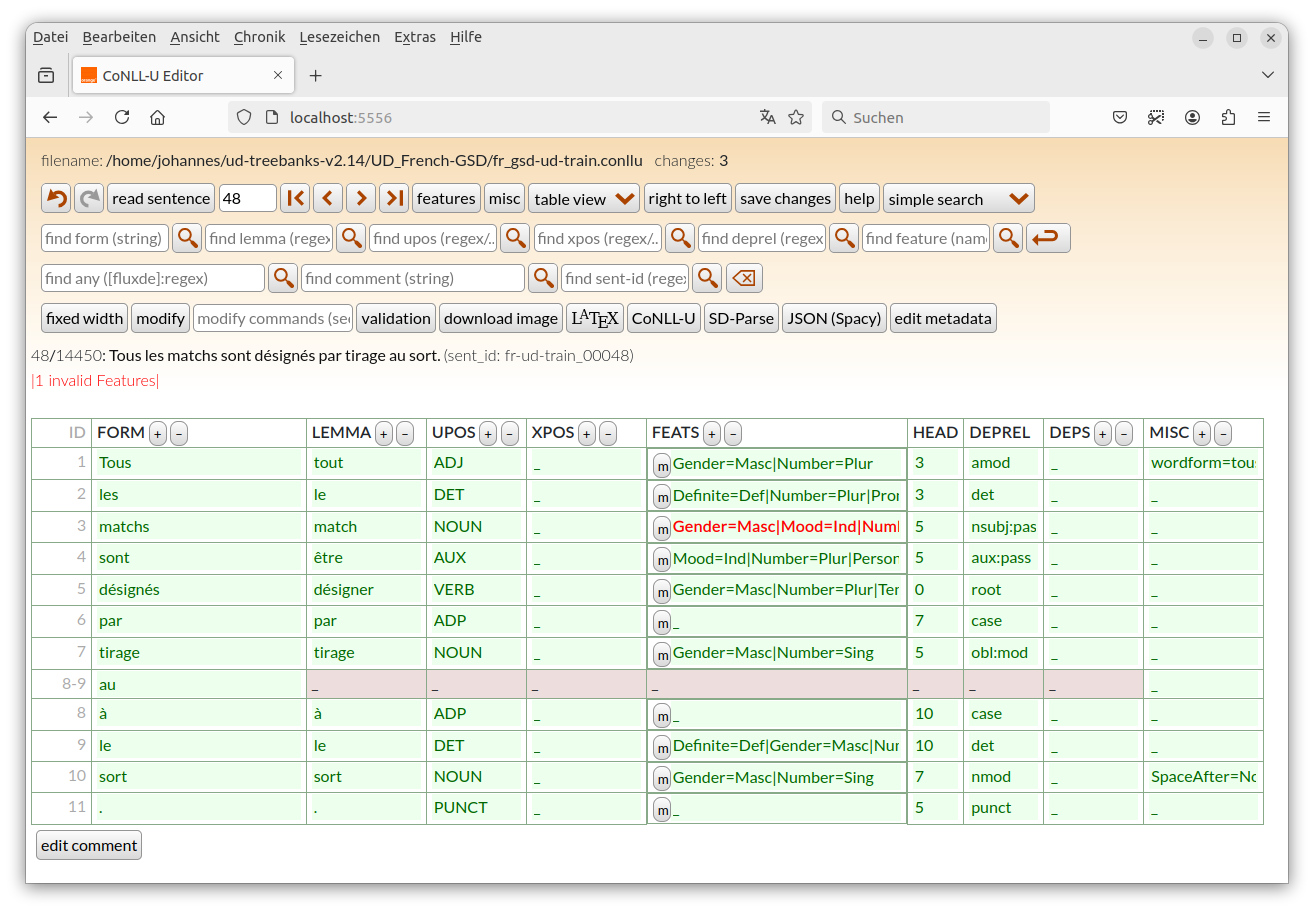 Datei Bearbeiten Ansicht Chronik Lesezeichen Extras Hilfe
CoNLL-U Editor
localhost:5556 Suchen
filename: /home/johannes/ud-treebanks-v2.14/UD_French-GSD/fr_gsd-ud-train.conllu changes: 3
read sentence 48 features misc table view right to left save changes help simple search
find form (string) find lemma (regex find upos (regex/.. find xpos (regex/.. find deprel (regex find feature (nam
find any ([fluxde]:regex) find comment (string) find sent-id (rege
fixed width modify modify commands (see validation download image LATEX CoNLL-U SD-Parse JSON (Spacy) edit metadata
48/14450: Tous les matchs sont désignés par tirage au sort. (sent_id: fr-ud-train_00048)
|1 invalid Features|
ID FORM + – LEMMA + – UPOS + – XPOS + – FEATS + – HEAD DEPREL DEPS + – MISC + –
1 Tous tout ADJ _ m Gender=Masc|Number=Plur 3 amod _ wordform=tou
2 les le DET _ m Definite=Def|Number=Plur|Pro 3 det _ _
3 matchs match NOUN _ m Gender=Masc|Mood=Ind|Num 5 nsubj:pas _ _
4 sont être AUX _ m Mood=Ind|Number=Plur|Person 5 aux:pass _ _
5 désignés désigner VERB _ m Gender=Masc|Number=Plur|Ten 0 root _ _
6 par par ADP _ m _ 7 case _ _
7 tirage tirage NOUN _ m Gender=Masc|Number=Sing 5 obl:mod _ _
8-9 au _ _ _ _ _ _ _ _
8 à à ADP _ m _ 10 case _ _
9 le le DET _ m Definite=Def|Gender=Masc|Nu 10 det _ _
10 sort sort NOUN _ m Gender=Masc|Number=Sing 7 nmod _ SpaceAfter=No
11 . . PUNCT _ m _ 5 punct _ _
edit comment